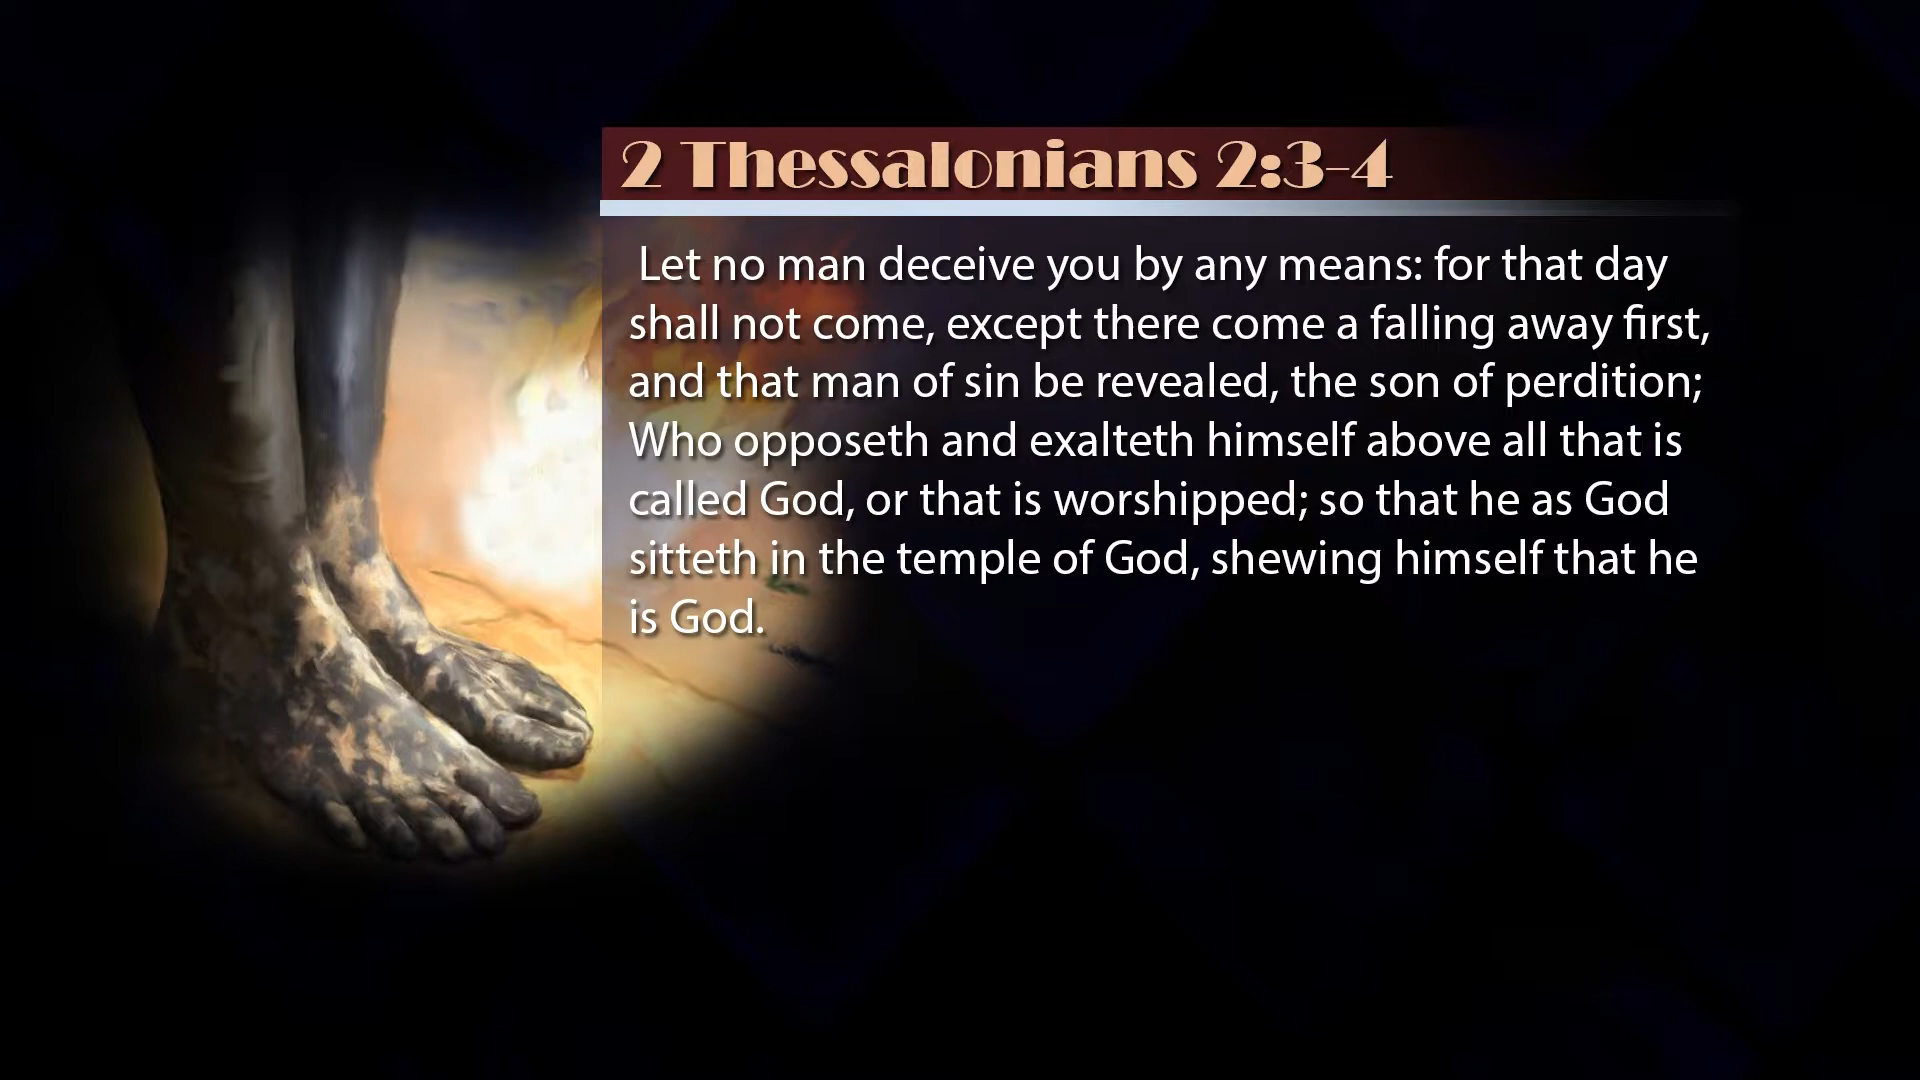 2 Thessalonians 2:3-4
Let no man deceive you by any means: for that day
shall not come, except there come a falling away first,
and that man of sin be revealed, the son of perdition;
Who opposeth and exalteth himself above all that is
called God, or that is worshipped; so that he as God
sitteth in the temple of God, shewing himself that he
is God.